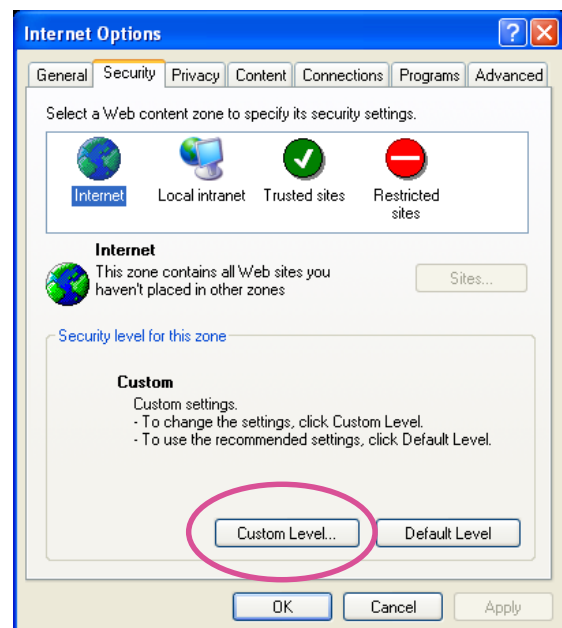 Internet Options
General Security Privacy Content Connections Programs Advanced
Select a Web content zone to specify its security settings.
Internet Local intranet Trusted sites Restricted sites
Internet
This zone contains all Web sites you
haven't placed in other zones
Sites...
Security level for this zone
Custom
Custom settings.
- To change the settings, click Custom Level.
- To use the recommended settings, click Default Level.
Custom Level... Default Level
OK Cancel Apply